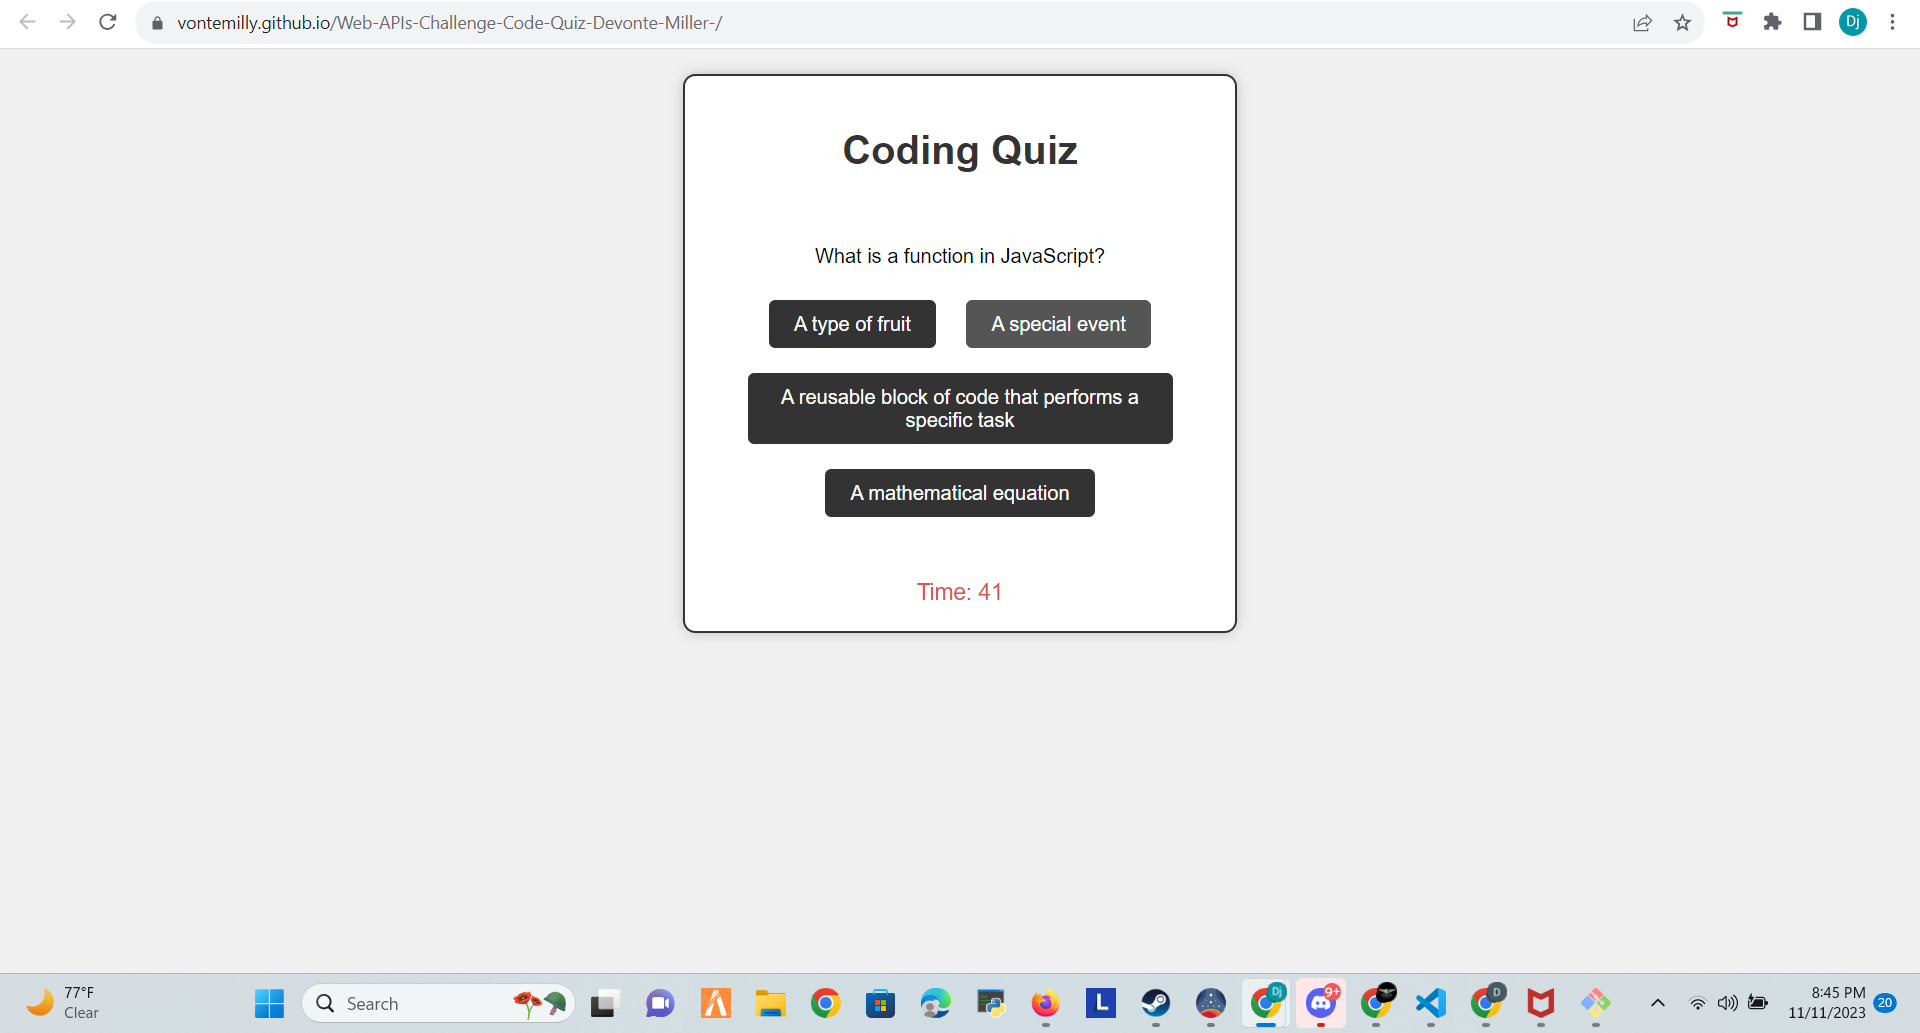 vontemilly.github.io/Web-APIs-Challenge-Code-Quiz-Devonte-Miller-/
Dj
Coding Quiz
What is a function in JavaScript?
A type of fruit
A special event
A reusable block of code that performs a
specific task
A mathematical equation
Time: 41
77°F
Clear
Search
L
Dj
9+
D
8:45 PM
11/11/2023
20